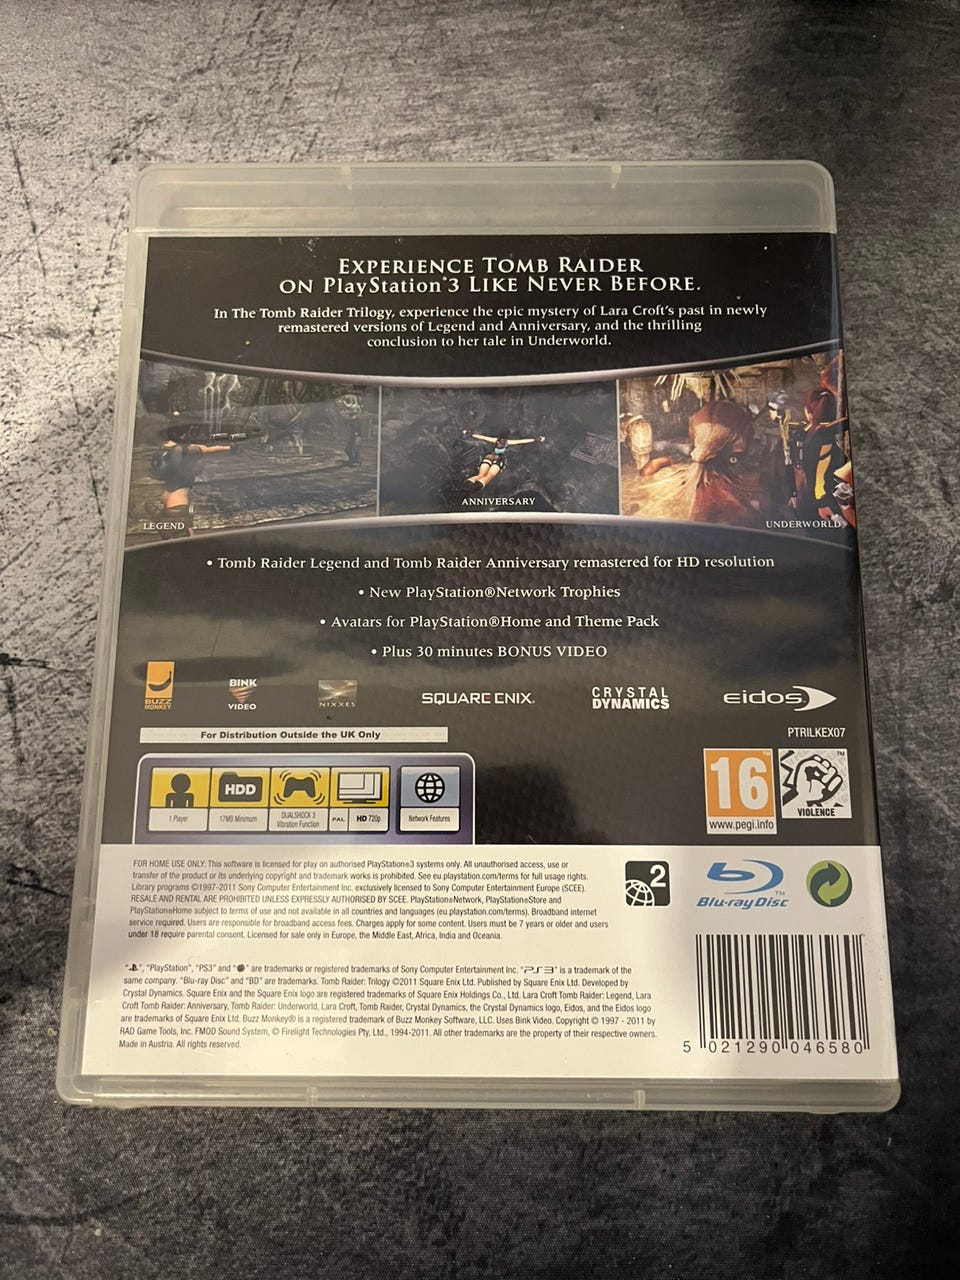 EXPERIENCE TOMB RAIDER
ON PlayStation®3 LIKE NEVER BEFORE.
In The Tomb Raider Trilogy, experience the epic mystery of Lara Croft's past in newly
remastered versions of Legend and Anniversary, and the thrilling
conclusion to her tale in Underworld.
LEGEND
ANNIVERSARY
UNDERWORLD
• Tomb Raider Legend and Tomb Raider Anniversary remastered for HD resolution
• New PlayStation®Network Trophies
• Avatars for PlayStation®Home and Theme Pack
• Plus 30 minutes BONUS VIDEO
BUZZ
MONKEY
BINK
VIDEO
NIXXES
SQUARE ENIX.
CRYSTAL
DYNAMICS
eidos
For Distribution Outside the UK Only
PTRILKEX07
HDD
1 Player
17MB Minimum
DUALSHOCK 3
Vibration Function
PAL
HD 720p
Network Features
16
www.pegi.info
VIOLENCE
FOR HOME USE ONLY: This software is licensed for play on authorised PlayStation®3 systems only. All unauthorised access, use or
transfer of the product or its underlying copyright and trademark works is prohibited. See eu.playstation.com/terms for full usage rights.
Library programs ©1997-2011 Sony Computer Entertainment Inc. exclusively licensed to Sony Computer Entertainment Europe (SCEE).
RESALE AND RENTAL ARE PROHIBITED UNLESS EXPRESSLY AUTHORISED BY SCEE. PlayStation®Network, PlayStation®Store and
PlayStation®Home subject to terms of use and not available in all countries and languages (eu.playstation.com/terms). Broadband internet
service required. Users are responsible for broadband access fees. Charges apply for some content. Users must be 7 years or older and users
under 18 require parental consent. Licensed for sale only in Europe, the Middle East, Africa, India and Oceania.
2
Blu-ray Disc™
" ", "PlayStation", "PS3" and " " are trademarks or registered trademarks of Sony Computer Entertainment Inc. "PS3" is a trademark of the
same company. "Blu-ray Disc" and "BD" are trademarks. Tomb Raider: Trilogy ©2011 Square Enix Ltd. Published by Square Enix Ltd. Developed by
Crystal Dynamics. Square Enix and the Square Enix logo are registered trademarks of Square Enix Holdings Co., Ltd. Lara Croft Tomb Raider: Legend, Lara
Croft Tomb Raider: Anniversary, Tomb Raider: Underworld, Lara Croft, Tomb Raider, Crystal Dynamics, the Crystal Dynamics logo, Eidos, and the Eidos logo
are trademarks of Square Enix Ltd. Buzz Monkey® is a registered trademark of Buzz Monkey Software, LLC. Uses Bink Video. Copyright © 1997 - 2011 by
RAD Game Tools, Inc. FMOD Sound System, © Firelight Technologies Pty, Ltd., 1994-2011. All other trademarks are the property of their respective owners.
Made in Austria. All rights reserved.
5 021290 046580